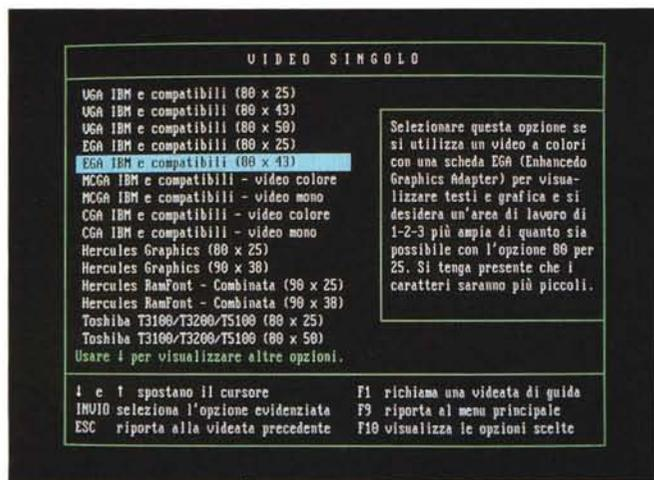 VIDEO SINGOLO
VGA IBM e compatibili (80 x 25)
VGA IBM e compatibili (80 x 43)
VGA IBM e compatibili (80 x 50)
EGA IBM e compatibili (80 x 25)
EGA IBM e compatibili (80 x 43)
MCGA IBM e compatibili - video colore
MCGA IBM e compatibili - video mono
CGA IBM e compatibili - video colore
CGA IBM e compatibili - video mono
Hercules Graphics (80 x 25)
Hercules Graphics (90 x 38)
Hercules RamFont - Combinata (90 x 25)
Hercules RamFont - Combinata (90 x 38)
Toshiba T3100/T3200/T5100 (80 x 25)
Toshiba T3100/T3200/T5100 (80 x 50)
Usare ↓ per visualizzare altre opzioni.
Selezionare questa opzione se
si utilizza un video a colori
con una scheda EGA (Enhancedo
Graphics Adapter) per visua-
lizzare testi e grafica e si
desidera un'area di lavoro di
1-2-3 più ampia di quanto sia
possibile con l'opzione 80 per
25. Si tenga presente che i
caratteri saranno più piccoli.
↓ e ↑ spostano il cursore
INVIO seleziona l'opzione evidenziata
ESC riporta alla videata precedente
F1 richiama una videata di guida
F9 riporta al menu principale
F10 visualizza le opzioni scelte